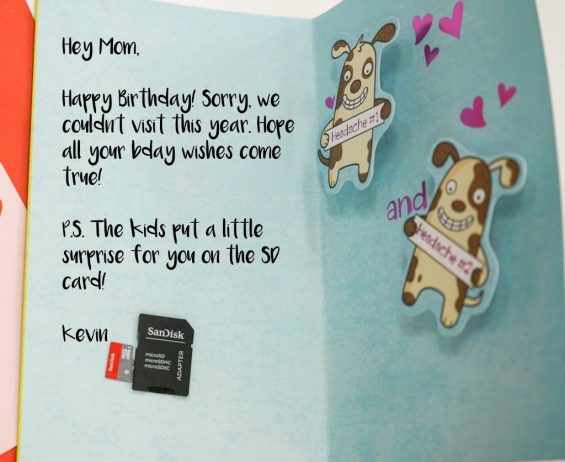 Hey Mom,
Happy Birthday! Sorry, we
couldn't visit this year. Hope
all your bday wishes come
true!
P.S. The kids put a little
surprise for you on the SD
card!
Kevin
SanDisk
SanDisk
microSD
microSDHC
microSDXC
ADAPTER
Headache #1
and
Headache #2